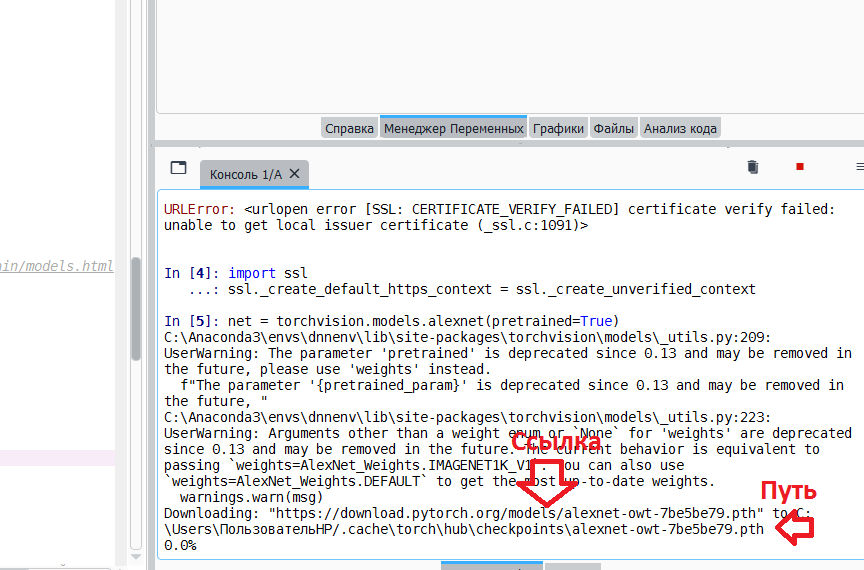 Справка Менеджер Переменных Графики Файлы Анализ кода
Консоль 1/A
URLError: <urlopen error [SSL: CERTIFICATE_VERIFY_FAILED] certificate verify failed:
unable to get local issuer certificate (_ssl.c:1091)>
ain/models.html
In [4]: import ssl
...: ssl._create_default_https_context = ssl._create_unverified_context
In [5]: net = torchvision.models.alexnet(pretrained=True)
C:\Anaconda3\envs\dnnenv\lib\site-packages\torchvision\models\_utils.py:209:
UserWarning: The parameter 'pretrained' is deprecated since 0.13 and may be removed in
the future, please use 'weights' instead.
f"The parameter '{pretrained_param}' is deprecated since 0.13 and may be removed in
the future, "
C:\Anaconda3\envs\dnnenv\lib\site-packages\torchvision\models\_utils.py:223:
UserWarning: Arguments other than a weight enum or `None` for 'weights' are deprecated
Ссылка
since 0.13 and may be removed in the future. The current behavior is equivalent to
passing `weights=AlexNet_Weights.IMAGENET1K_V1`. You can also use
`weights=AlexNet_Weights.DEFAULT` to get the most up-to-date weights.
Путь
warnings.warn(msg)
Downloading: "https://download.pytorch.org/models/alexnet-owt-7be5be79.pth" to C:
\Users\ПользовательHP/.cache\torch\hub\checkpoints\alexnet-owt-7be5be79.pth
0.0%